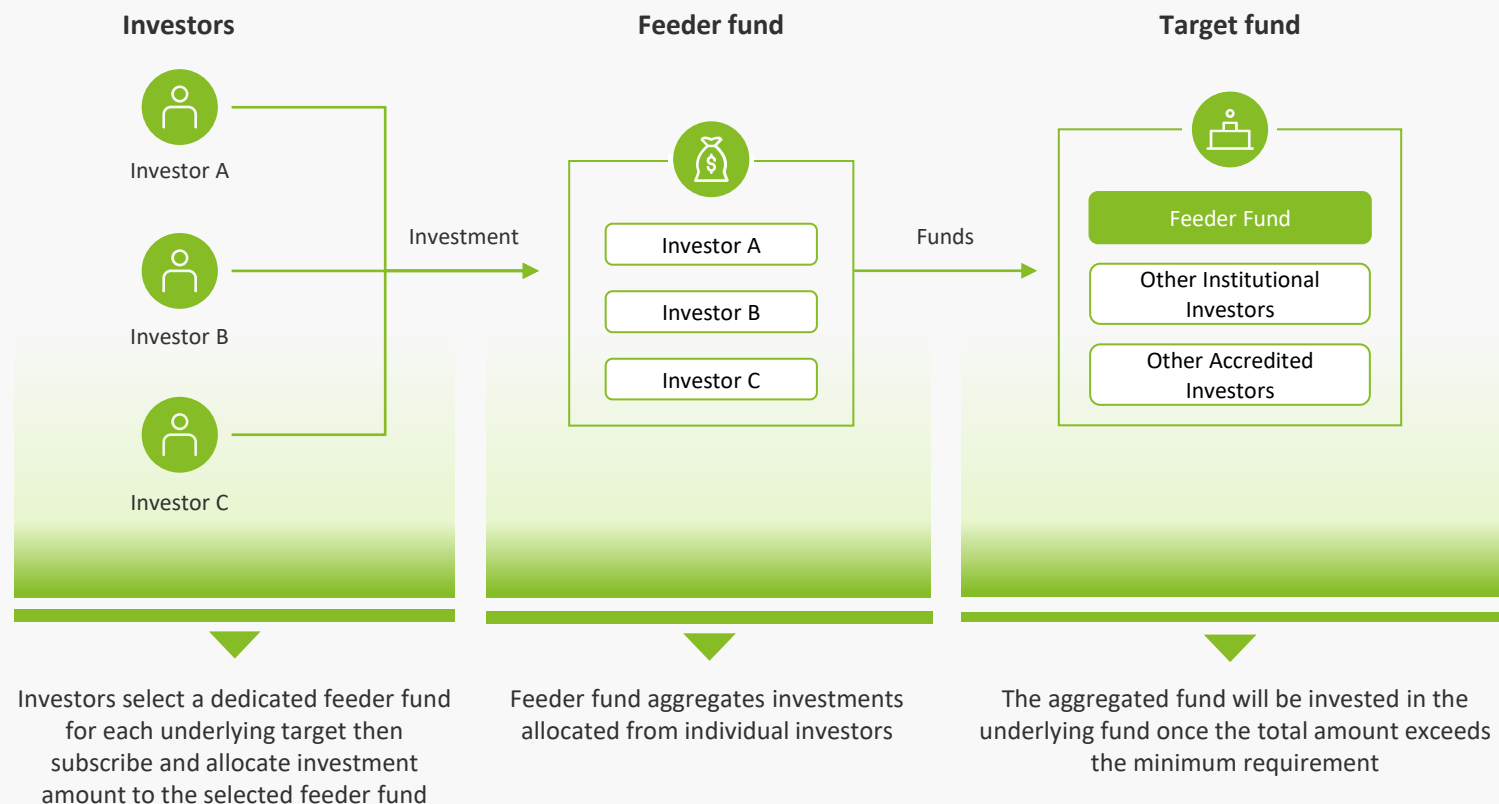 Investors
Feeder fund
Target fund
Investor A
Investor B
Investor C
Investment
$
Investor A
Investor B
Investor C
Funds
Feeder Fund
Other Institutional
Investors
Other Accredited
Investors
Investors select a dedicated feeder fund
for each underlying target then
subscribe and allocate investment
amount to the selected feeder fund
Feeder fund aggregates investments
allocated from individual investors
The aggregated fund will be invested in the
underlying fund once the total amount exceeds
the minimum requirement